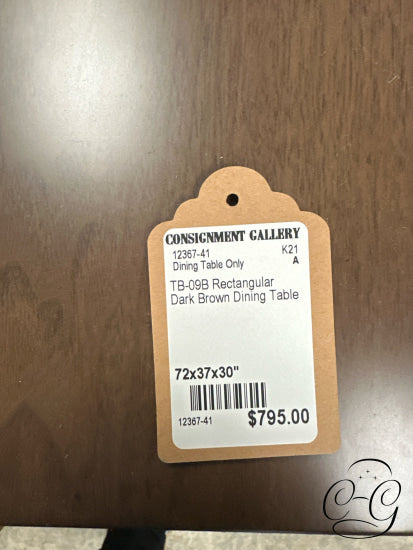 CONSIGNMENT GALLERY
12367-41 K21
Dining Table Only A
TB-09B Rectangular
Dark Brown Dining Table
72x37x30"
12367-41 $795.00
C-G